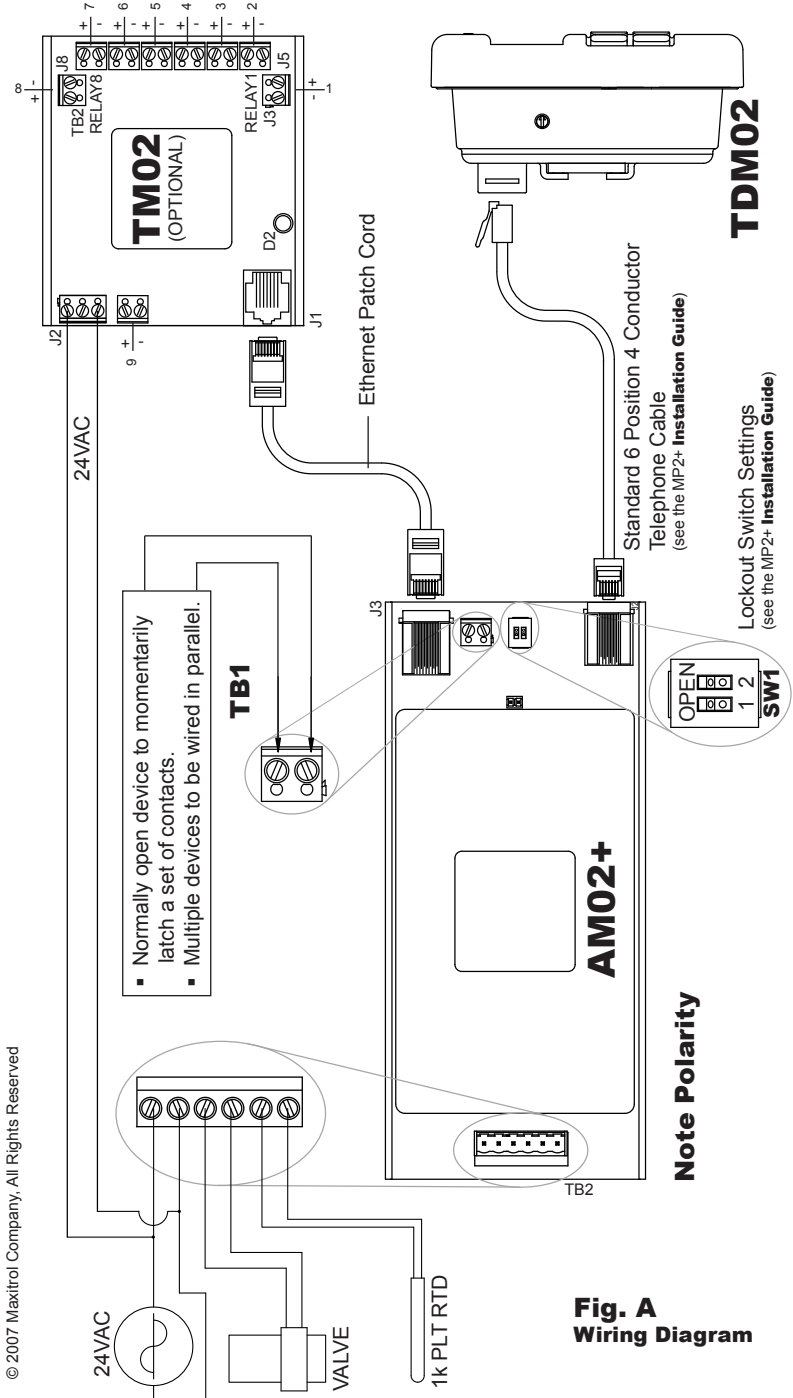 © 2007 Maxitrol Company, All Rights Reserved
24VAC
VALVE
1k PLT RTD
24VAC
▪ Normally open device to momentarily
latch a set of contacts.
▪ Multiple devices to be wired in parallel.
TB1
TB2
AM02+
Note Polarity
J3
J2
OPEN
1 2
SW1
Lockout Switch Settings
(see the MP2+ Installation Guide)
Standard 6 Position 4 Conductor
Telephone Cable
(see the MP2+ Installation Guide)
Ethernet Patch Cord
TDM02
TM02
(OPTIONAL)
J2
9
+ -
J1
D2
J8
TB2
RELAY8
RELAY1
J3
J5
8
+ -
+ 7 -
+ 6 -
+ 5 -
+ 4 -
+ 3 -
+ 2 -
- + 1
Fig. A
Wiring Diagram